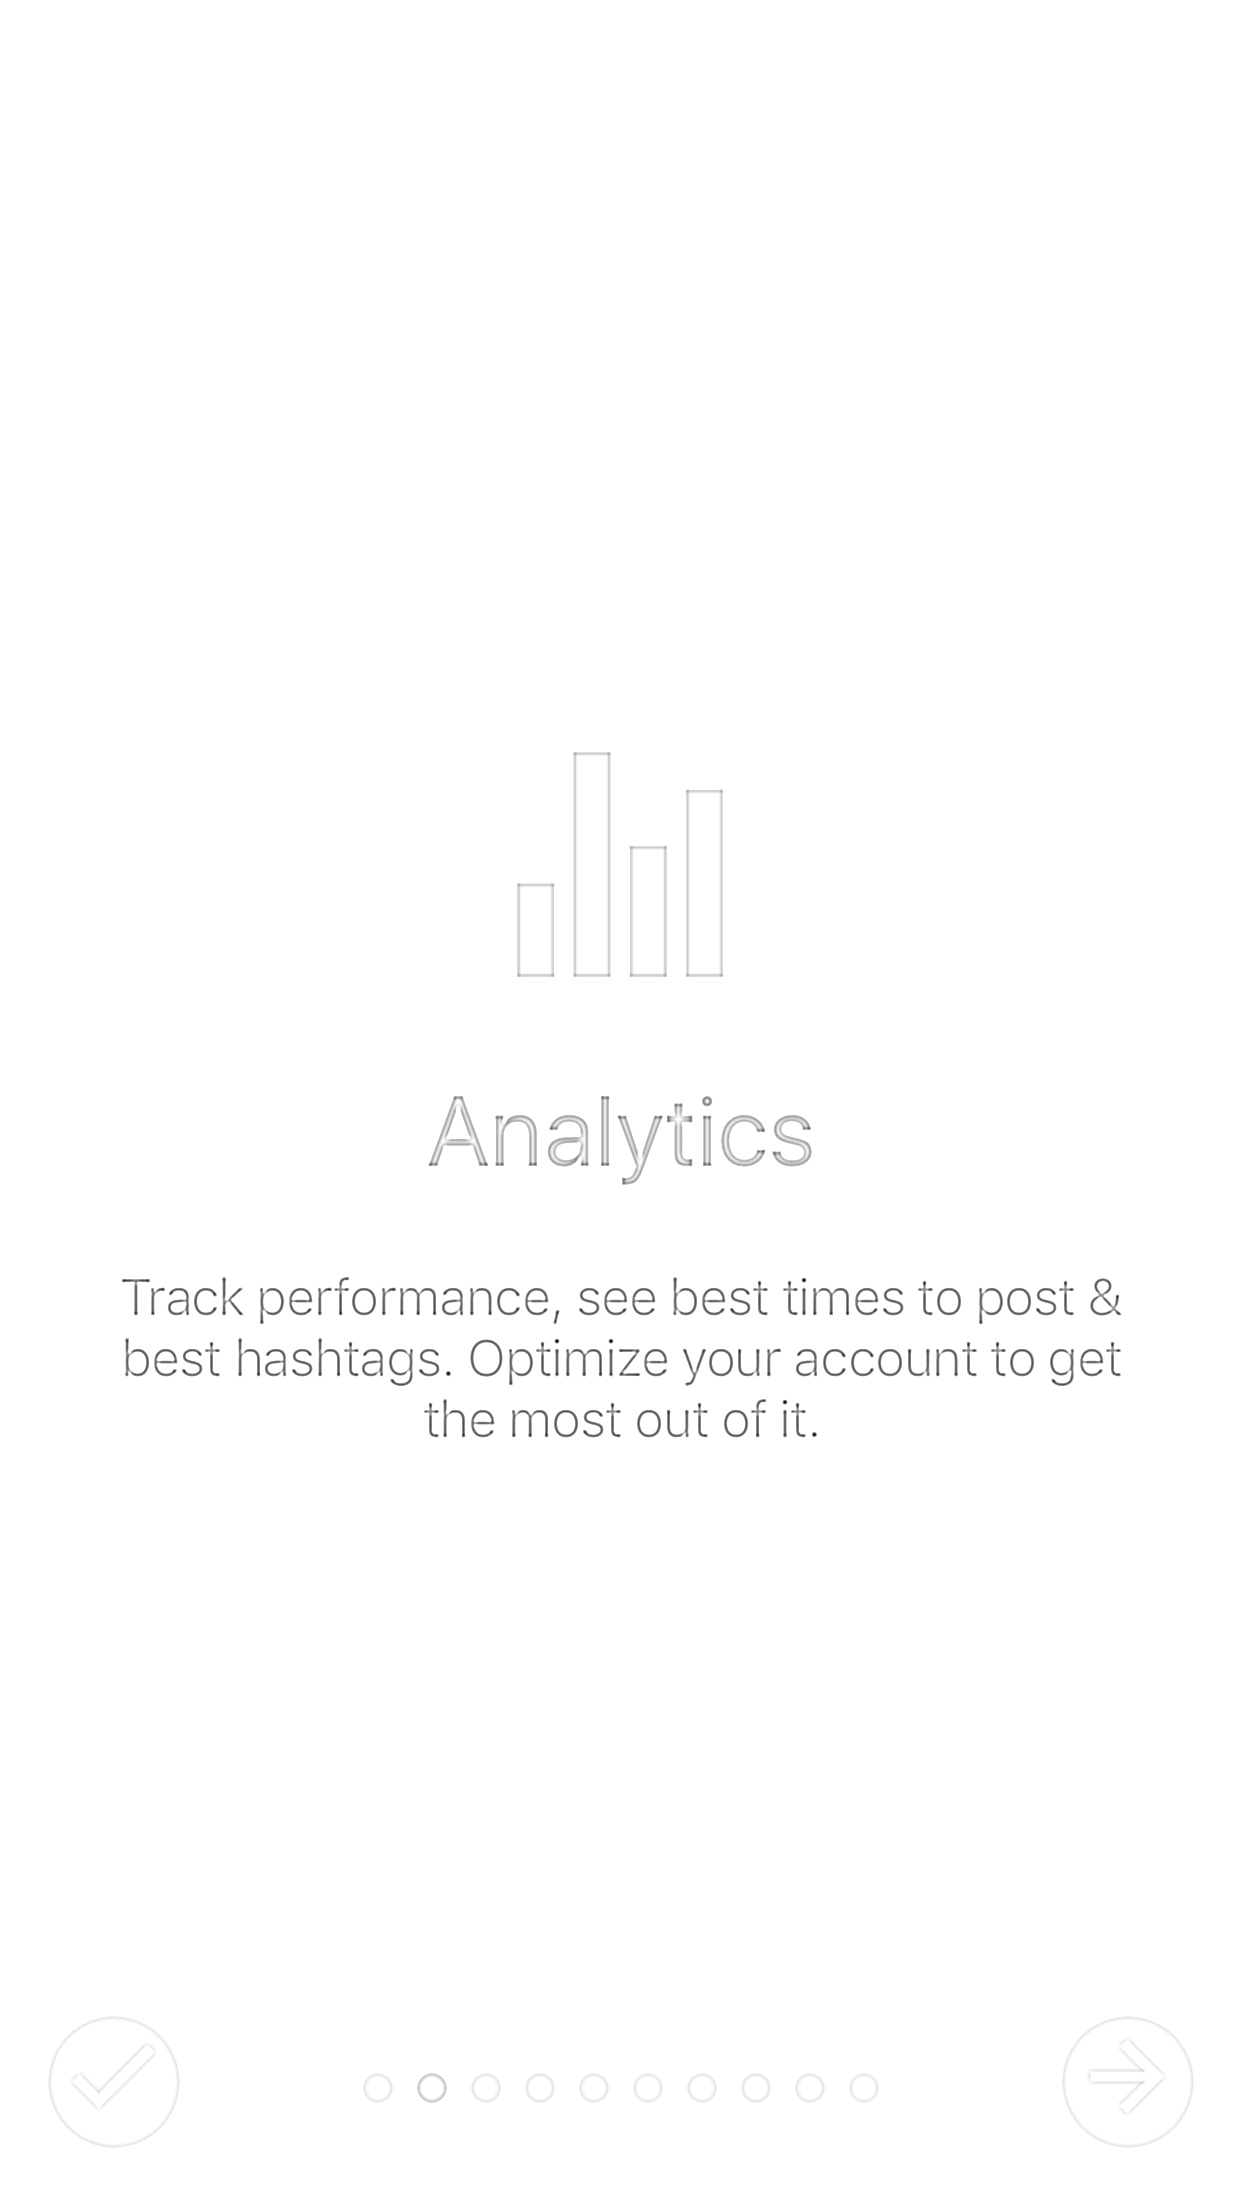 Analytics
Track performance, see best times to post &
best hashtags. Optimize your account to get
the most out of it.